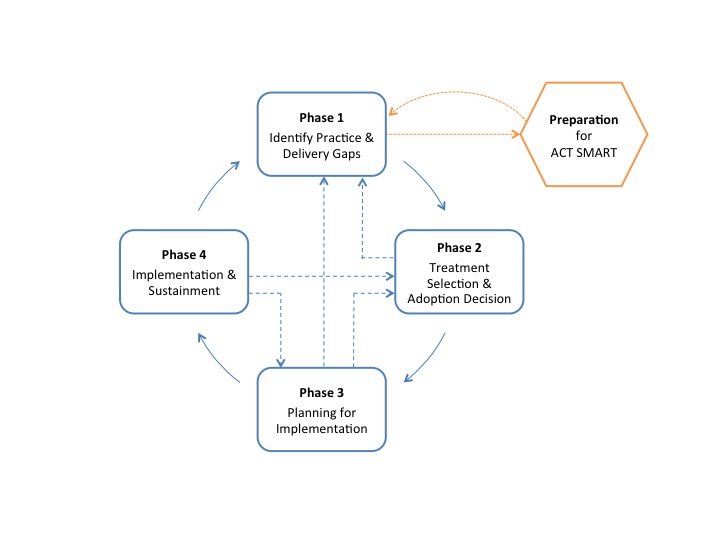 Phase 1
Identify Practice &
Delivery Gaps
Preparation
for
ACT SMART
Phase 4
Implementation &
Sustainment
Phase 2
Treatment
Selection &
Adoption Decision
Phase 3
Planning for
Implementation